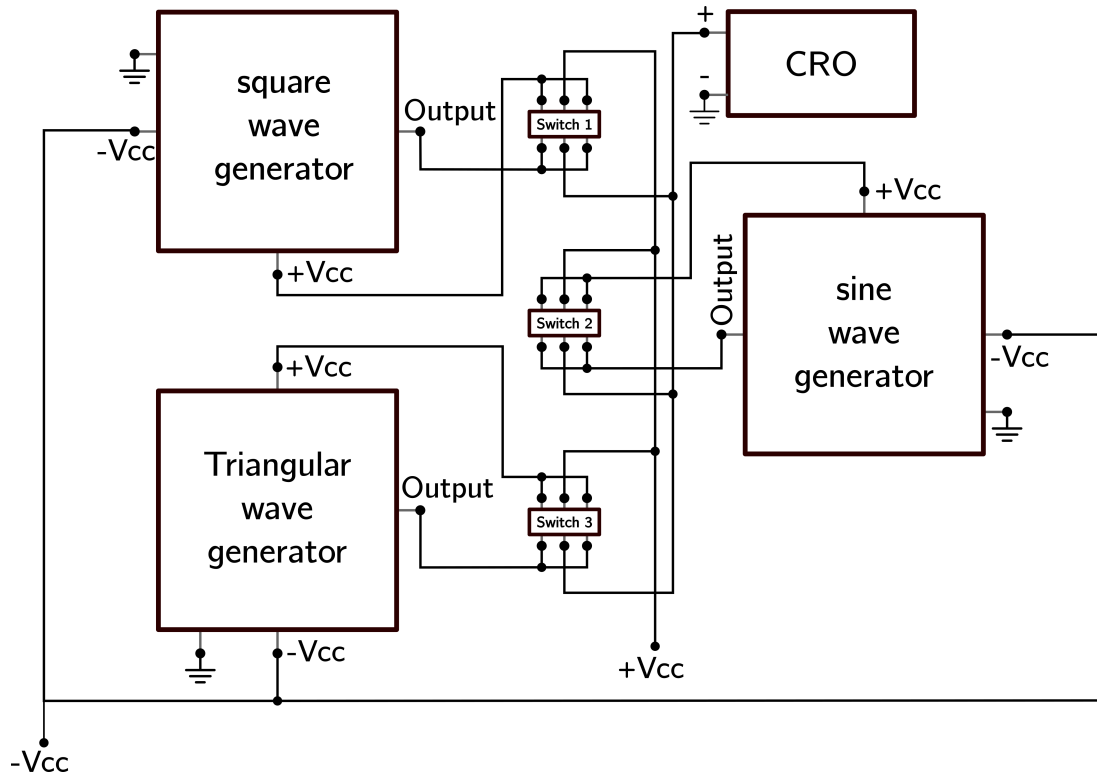 +
CRO
-
square
wave
generator
Output
Switch 1
-Vcc
+Vcc
+Vcc
Output
sine
wave
generator
Switch 2
-Vcc
+Vcc
Triangular
wave
generator
Output
Switch 3
-Vcc
+Vcc
-Vcc